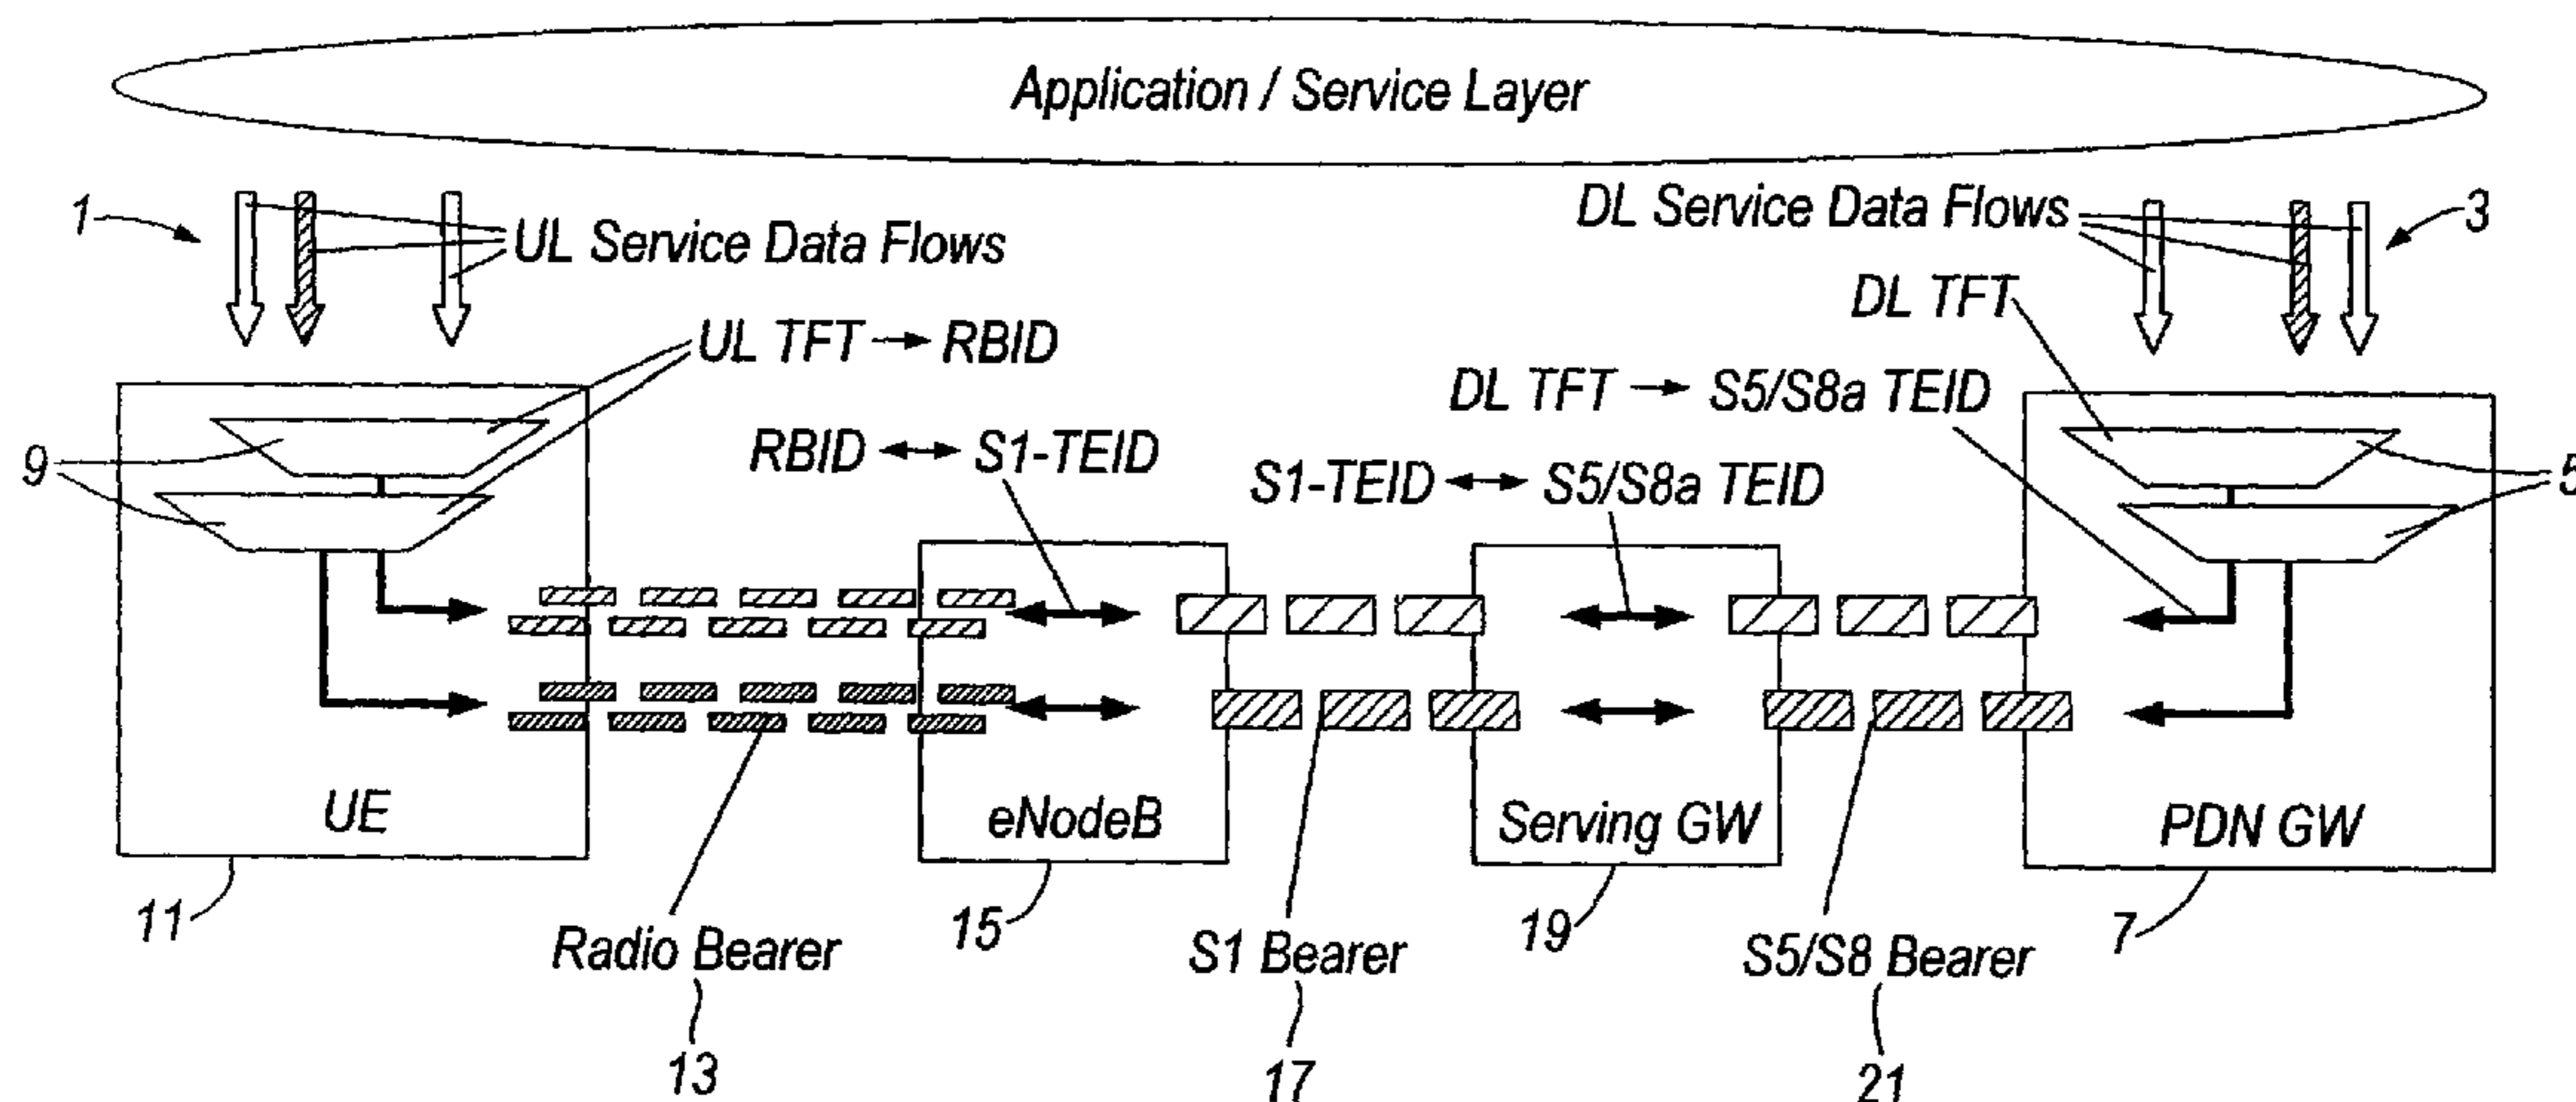 Application / Service Layer
1
UL Service Data Flows
DL Service Data Flows
3
DL TFT
UL TFT → RBID
DL TFT → S5/S8a TEID
RBID ↔ S1-TEID
S1-TEID ↔ S5/S8a TEID
9
5
UE
eNodeB
Serving GW
PDN GW
11
15
19
7
Radio Bearer
S1 Bearer
S5/S8 Bearer
13
17
21